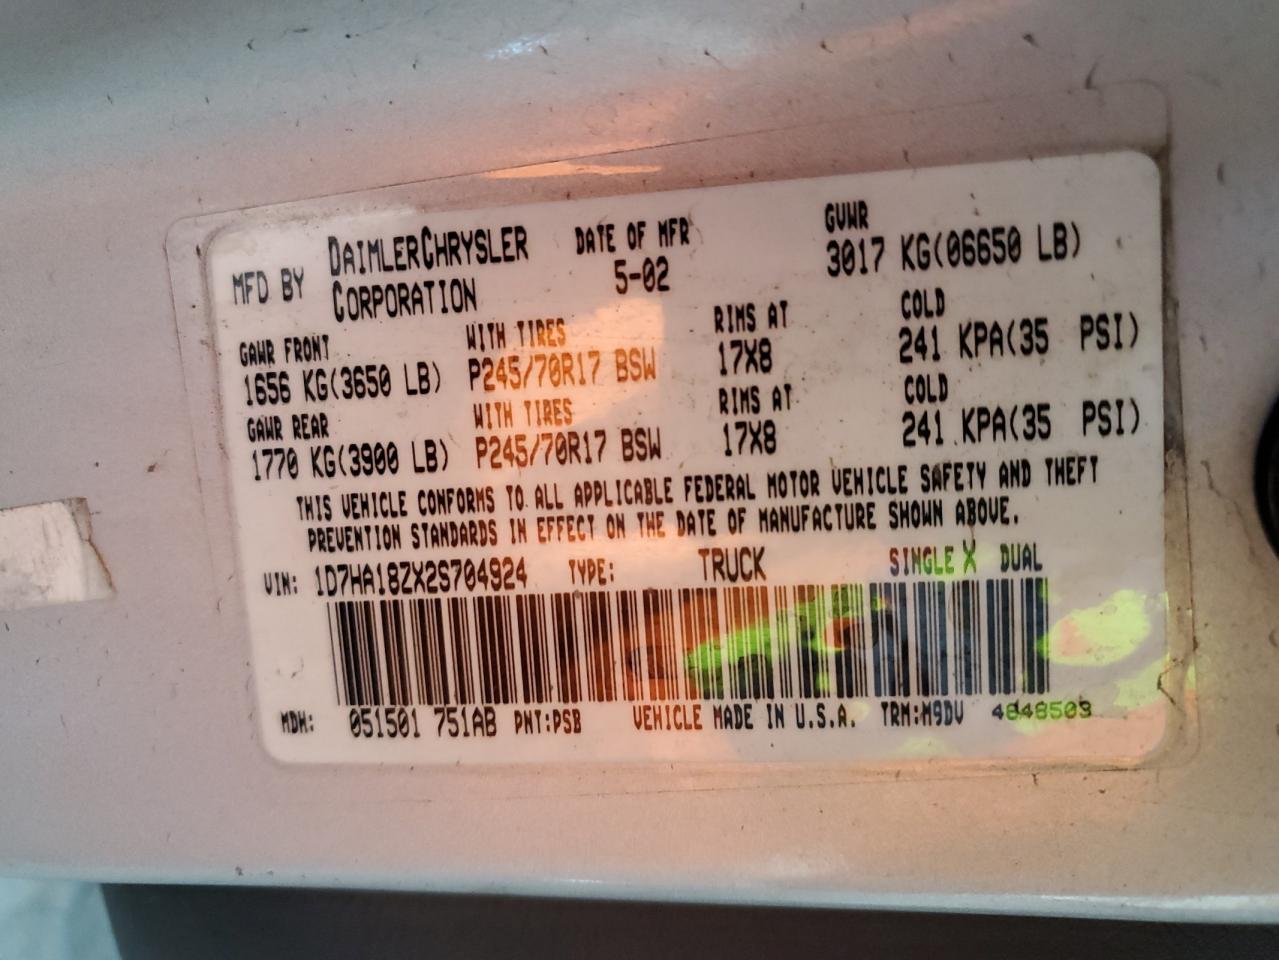 MFD BY DAIMLERCHRYSLER CORPORATION DATE OF MFR 5-02 GVWR 3017 KG(06650 LB)
GAWR FRONT WITH TIRES RIMS AT COLD
1656 KG(3650 LB) P245/70R17 BSW 17X8 241 KPA(35 PSI)
GAWR REAR WITH TIRES RIMS AT COLD
1770 KG(3900 LB) P245/70R17 BSW 17X8 241 KPA(35 PSI)
THIS VEHICLE CONFORMS TO ALL APPLICABLE FEDERAL MOTOR VEHICLE SAFETY AND THEFT
PREVENTION STANDARDS IN EFFECT ON THE DATE OF MANUFACTURE SHOWN ABOVE.
VIN: 1D7HA18ZX2S704924 TYPE: TRUCK SINGLE X DUAL
MDH: 051501 751AB PNT:PSB VEHICLE MADE IN U.S.A. TRM:M9DV 4648503